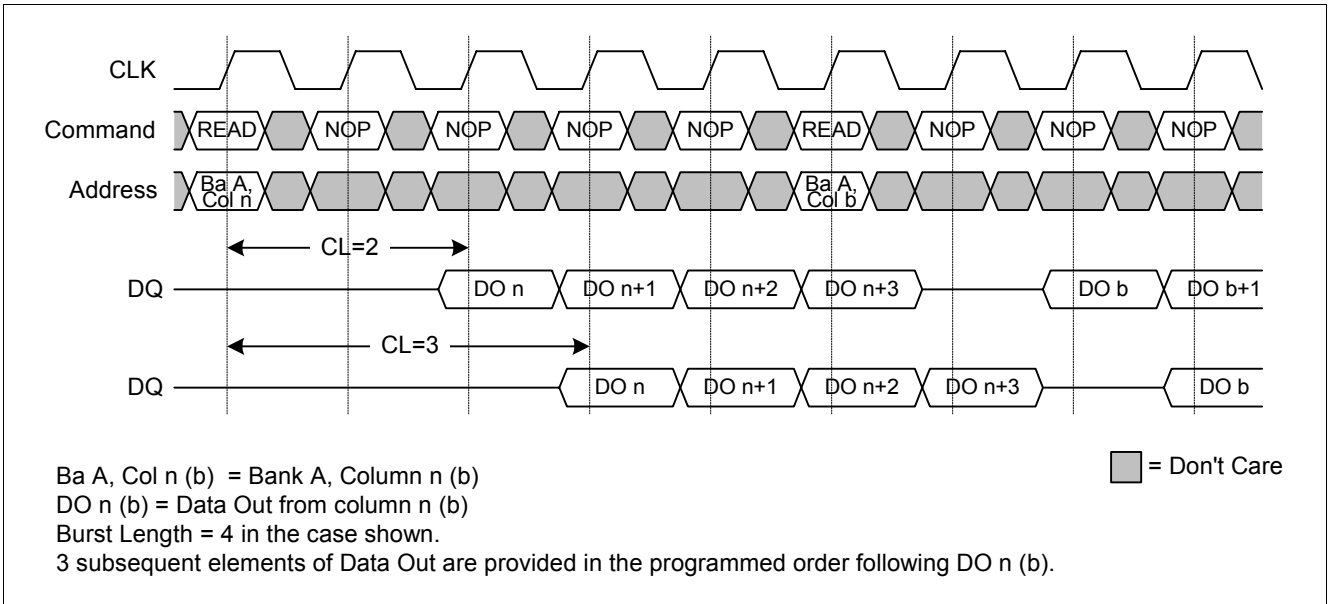 CLK
Command READ NOP NOP NOP NOP READ NOP NOP NOP
Address Ba A, Col n Ba A, Col b
CL=2
DQ DO n DO n+1 DO n+2 DO n+3 DO b DO b+1
CL=3
DQ DO n DO n+1 DO n+2 DO n+3 DO b
Ba A, Col n (b) = Bank A, Column n (b)
= Don't Care
DO n (b) = Data Out from column n (b)
Burst Length = 4 in the case shown.
3 subsequent elements of Data Out are provided in the programmed order following DO n (b).